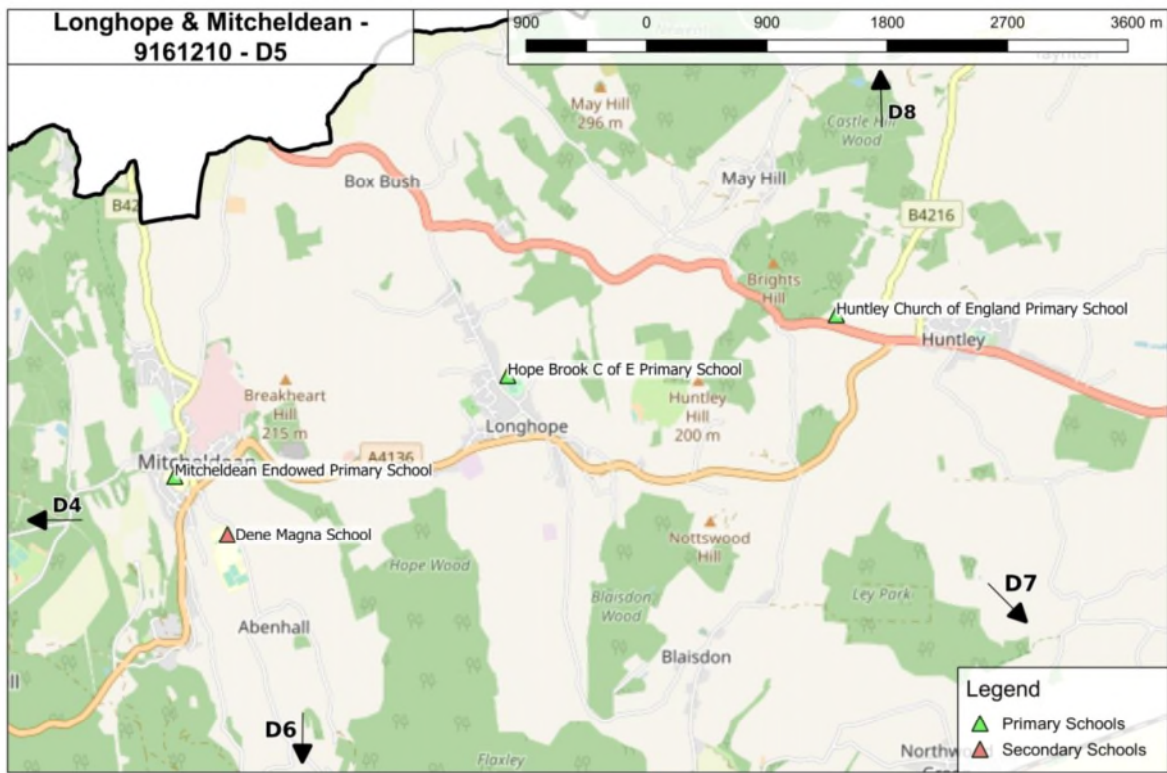 Longhope & Mitcheldean -
9161210 - D5
900 0 900 1800 2700 3600 m
May Hill
296 m
Castle Hill
Wood
D8
Box Bush
May Hill
B42
B4216
Brights
Hill
Huntley Church of England Primary School
Huntley
Hope Brook C of E Primary School
Breakheart
Hill
215 m
Huntley
Hill
200 m
Longhope
A4136
Mitcheldean
Mitcheldean Endowed Primary School
D4
Dene Magna School
Nottswood
Hill
Hope Wood
Blaisdon
Wood
Ley Park
D7
Abenhall
Blaisdon
ll
Legend
Primary Schools
Secondary Schools
D6
Flaxley